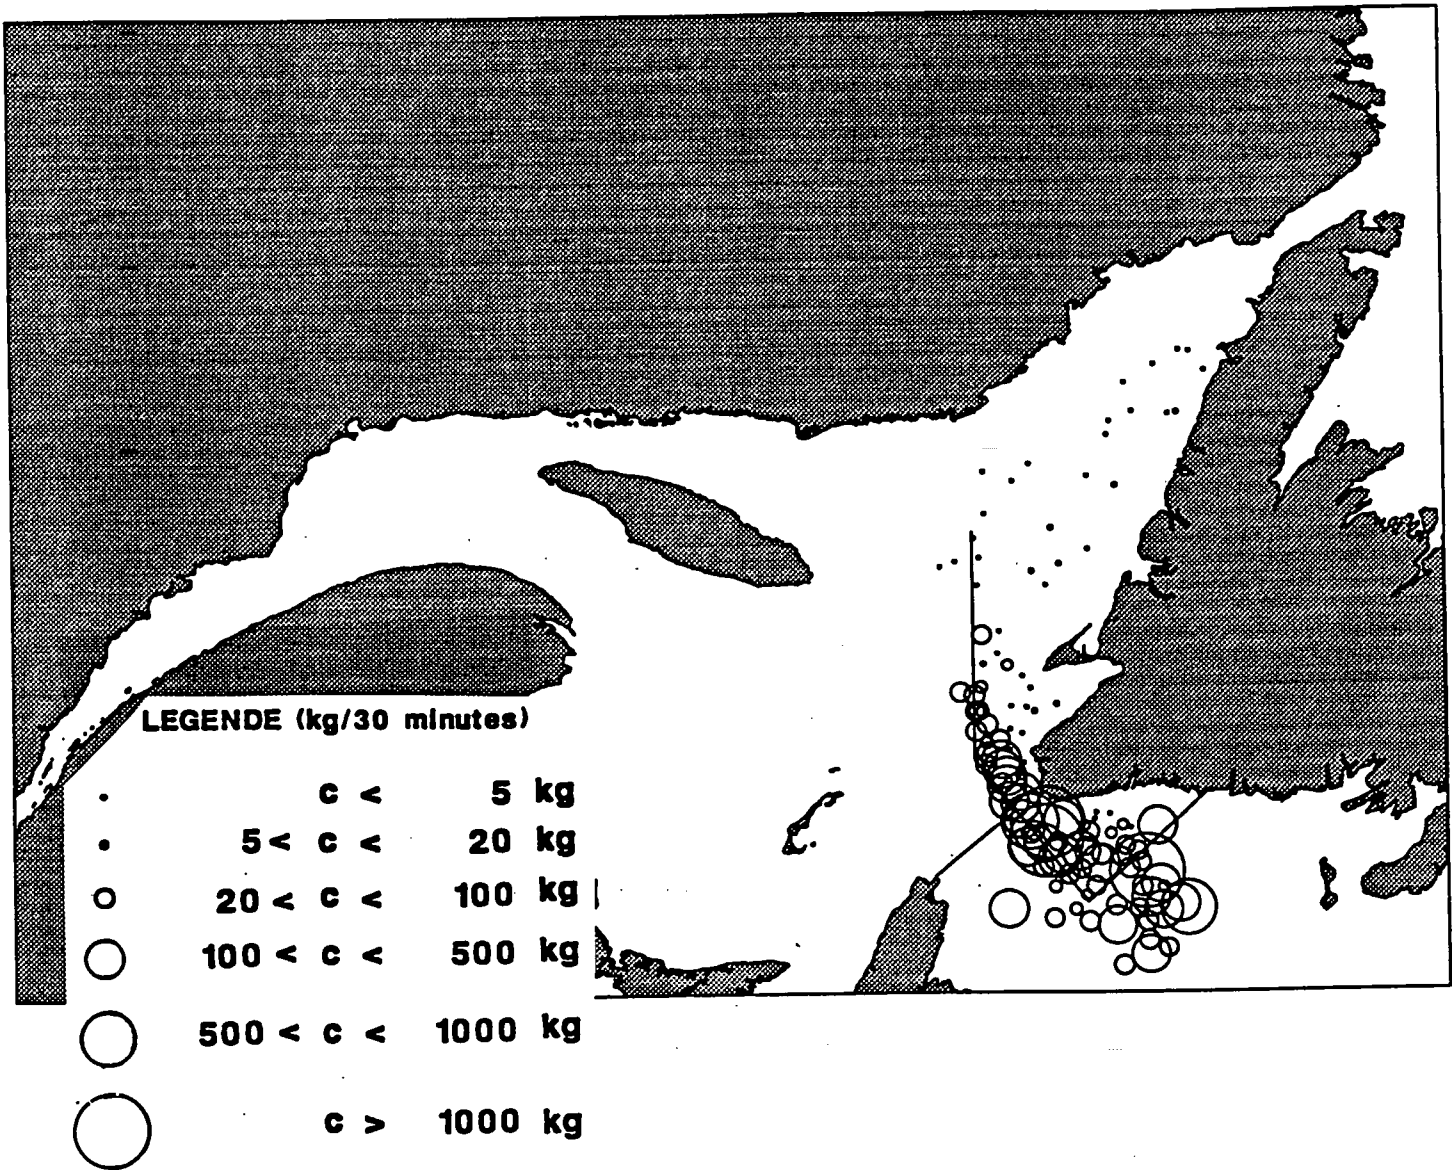 LEGENDE (kg/30 minutes)
c < 5 kg
5 < c < 20 kg
20 < c < 100 kg
100 < c < 500 kg
500 < c < 1000 kg
c > 1000 kg